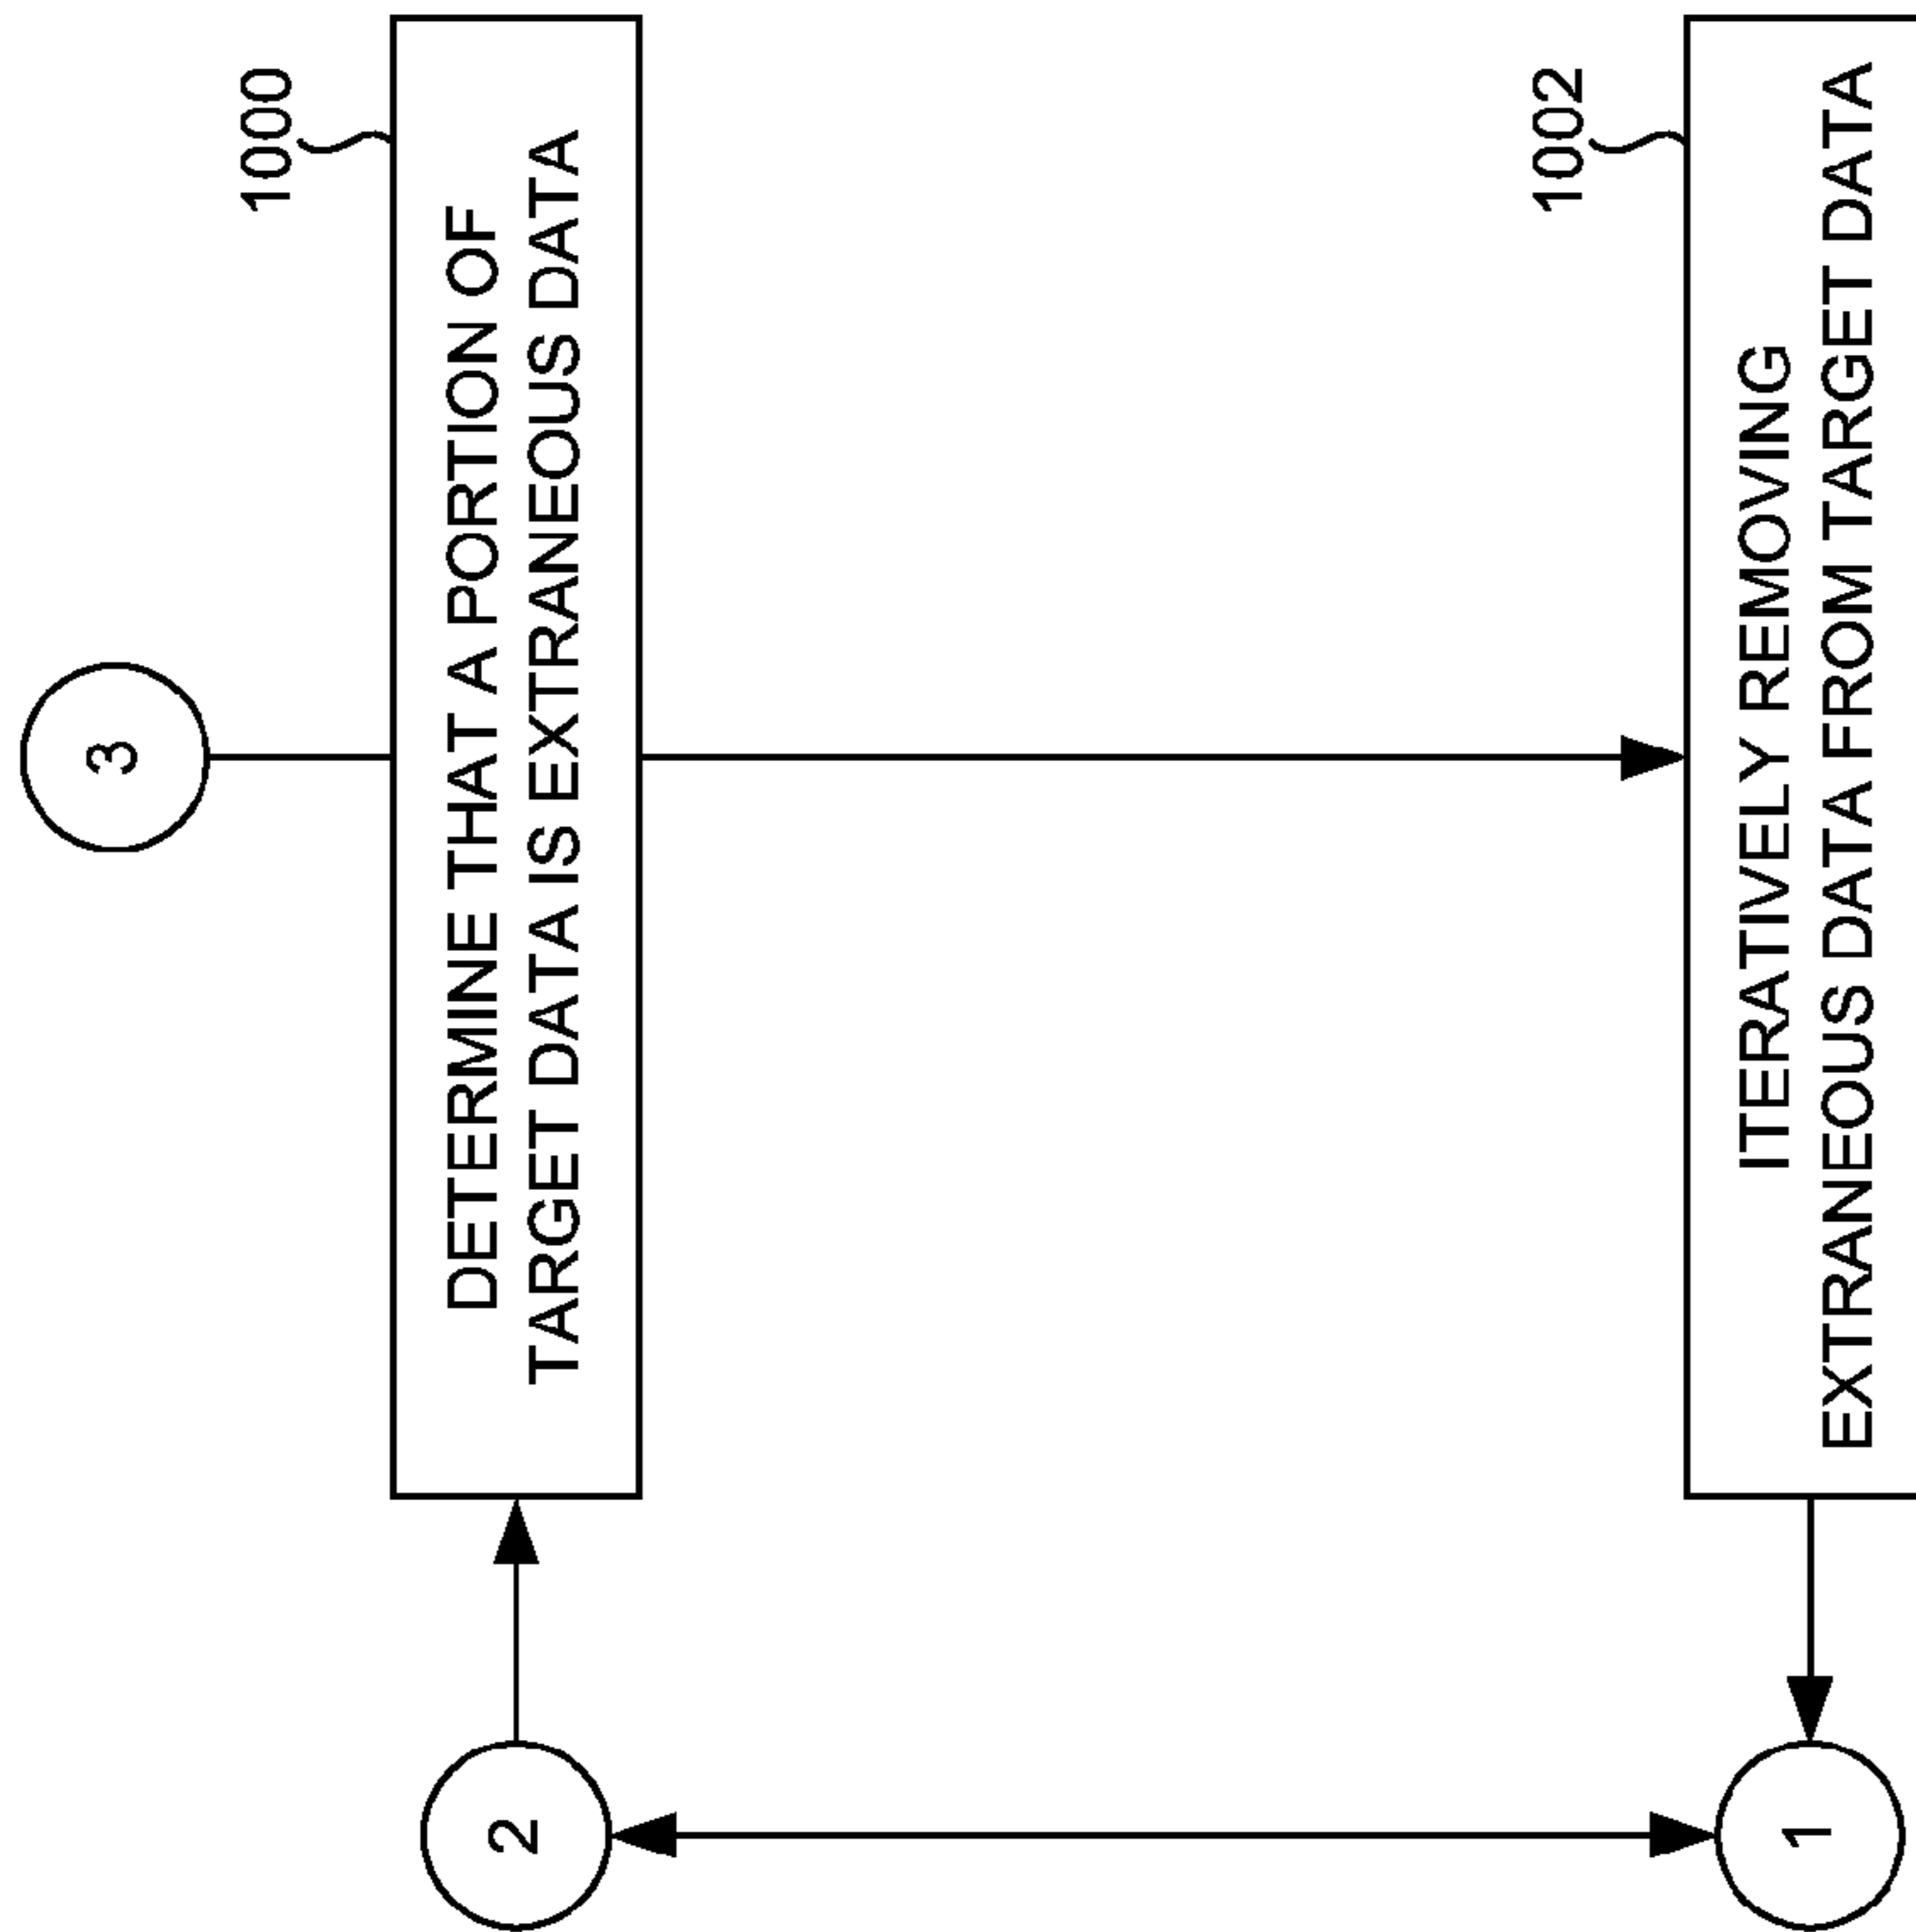 3
1000
DETERMINE THAT A PORTION OF
TARGET DATA IS EXTRANEOUS DATA
2
1002
ITERATIVELY REMOVING
EXTRANEOUS DATA FROM TARGET DATA
1